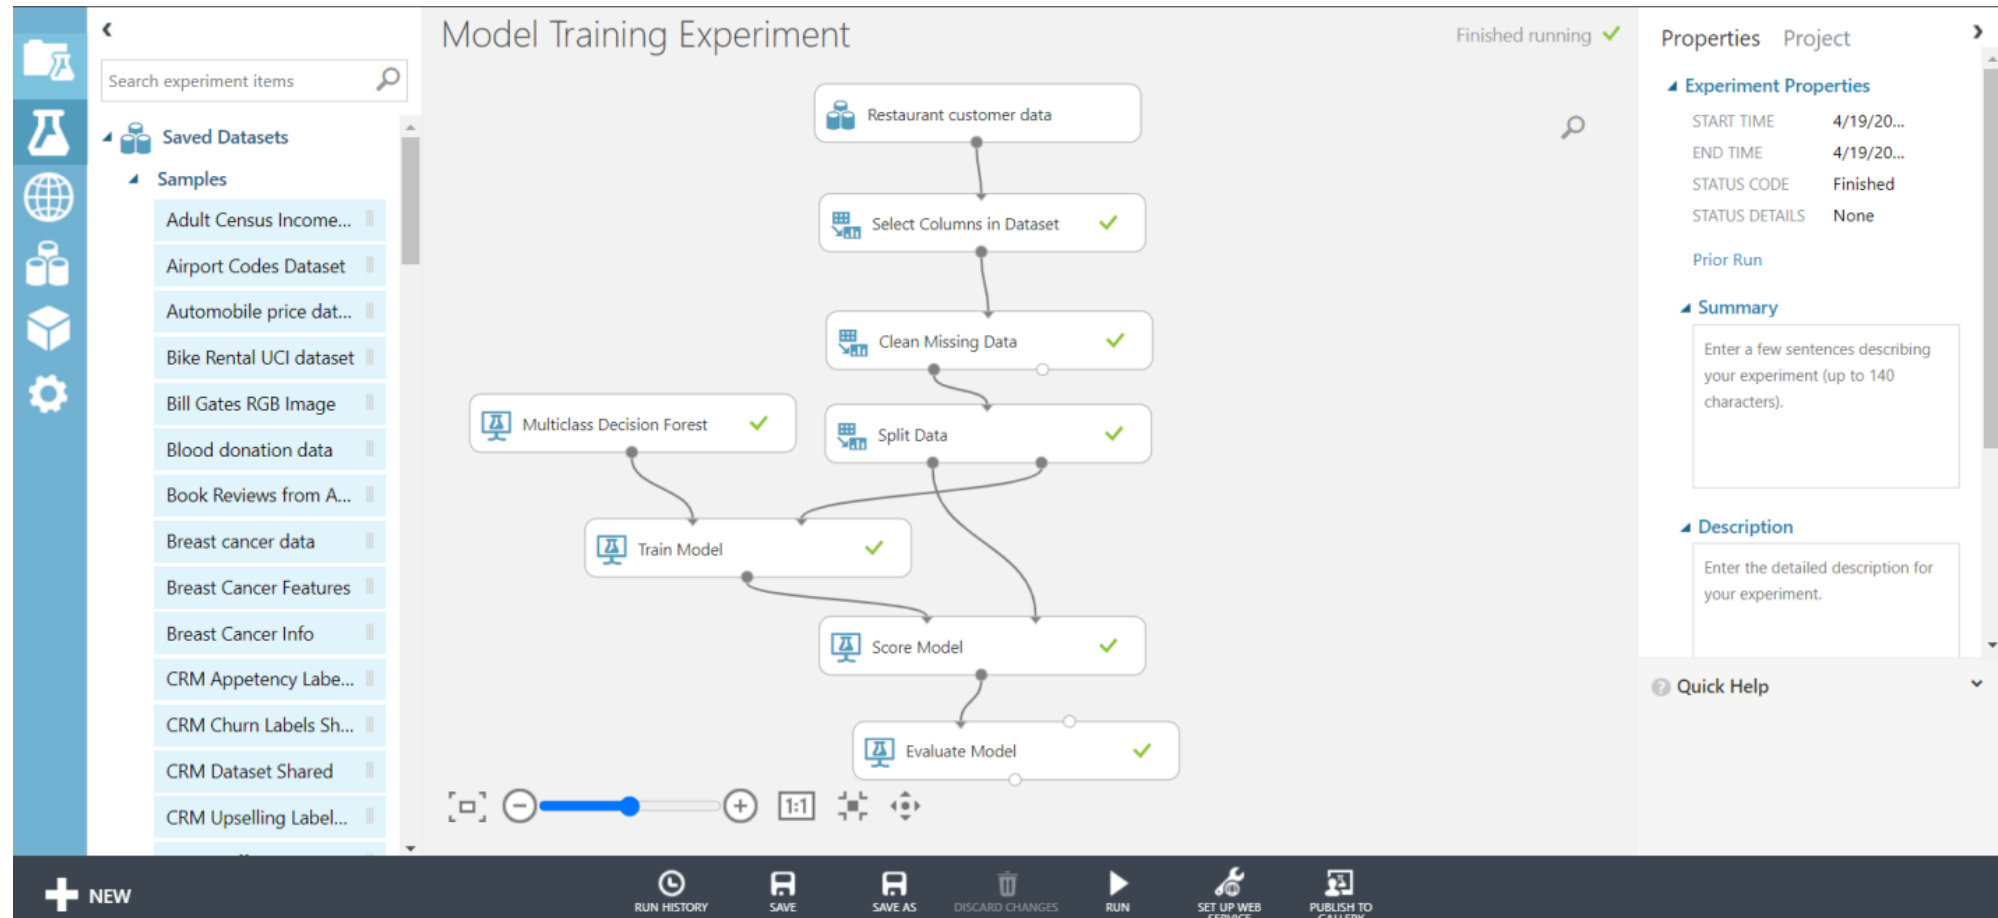 Model Training Experiment
Finished running
Search experiment items
Saved Datasets
Samples
Adult Census Income...
Airport Codes Dataset
Automobile price dat...
Bike Rental UCI dataset
Bill Gates RGB Image
Blood donation data
Book Reviews from A...
Breast cancer data
Breast Cancer Features
Breast Cancer Info
CRM Appetency Labe...
CRM Churn Labels Sh...
CRM Dataset Shared
CRM Upselling Label...
Restaurant customer data
Select Columns in Dataset
Clean Missing Data
Multiclass Decision Forest
Split Data
Train Model
Score Model
Evaluate Model
1:1
Properties Project
Experiment Properties
START TIME 4/19/20...
END TIME 4/19/20...
STATUS CODE Finished
STATUS DETAILS None
Prior Run
Summary
Enter a few sentences describing
your experiment (up to 140
characters).
Description
Enter the detailed description for
your experiment.
Quick Help
NEW
RUN HISTORY
SAVE
SAVE AS
DISCARD CHANGES
RUN
SET UP WEB
SERVICE
PUBLISH TO
GALLERY